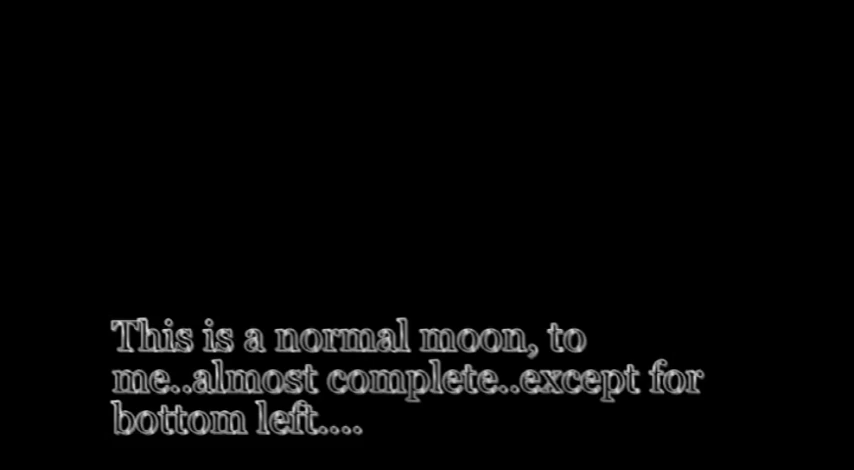 This is a normal moon, to
me..almost complete..except for
bottom left....